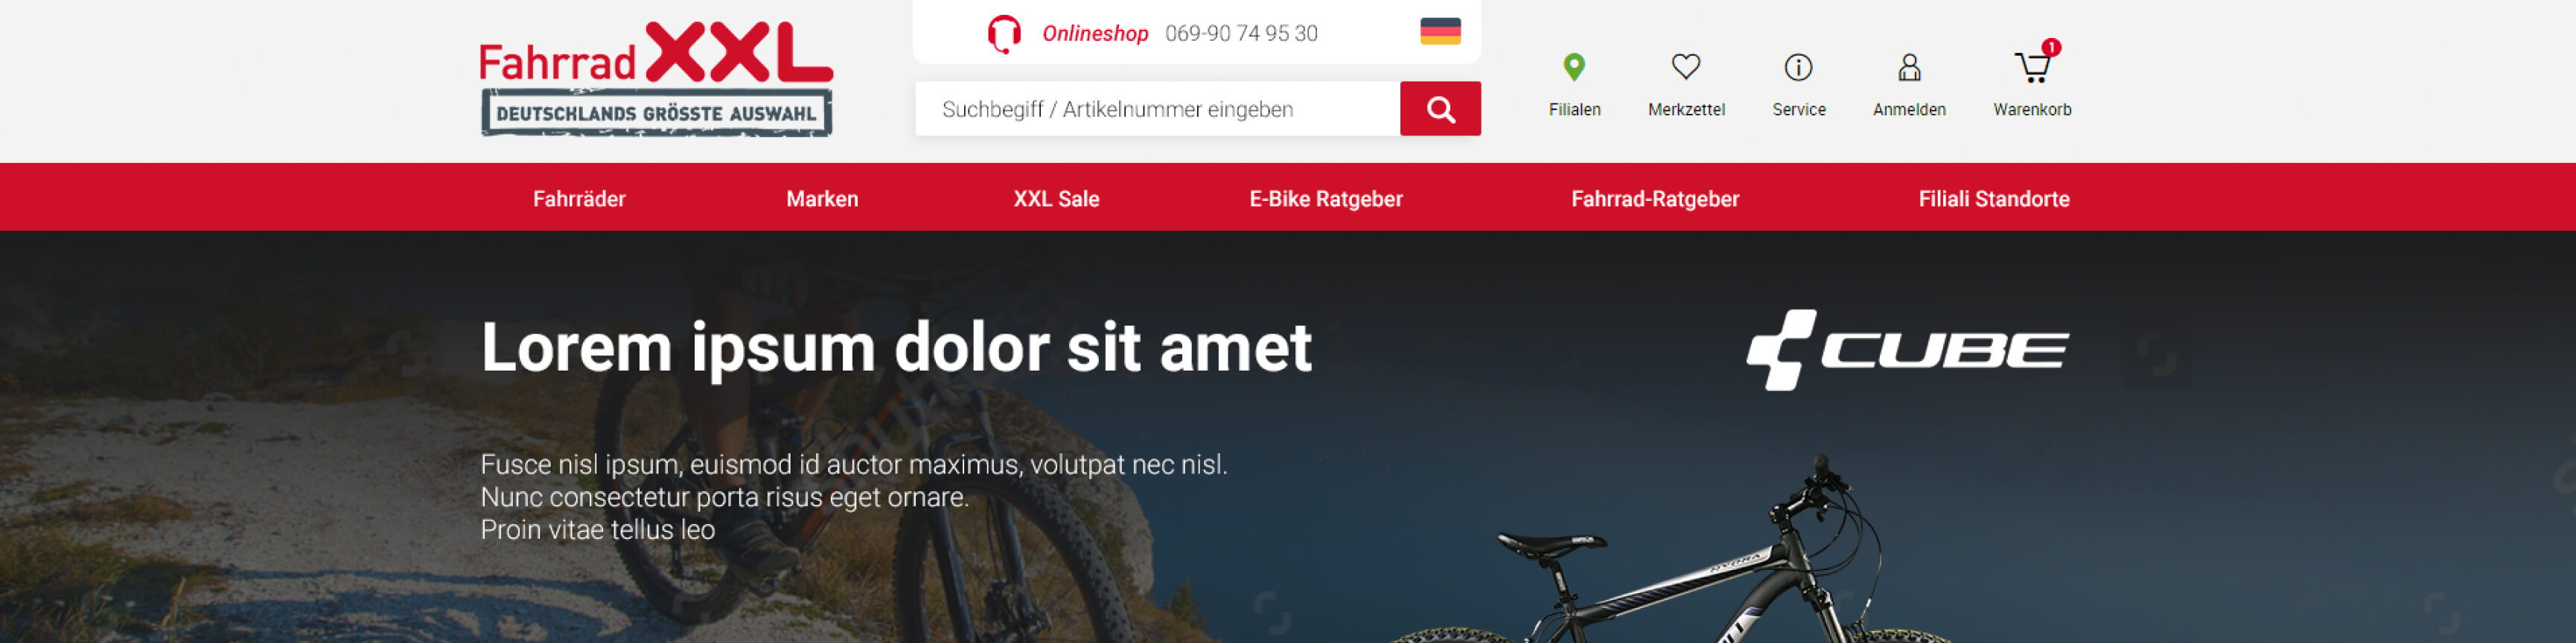 Fahrrad XXL
DEUTSCHLANDS GRÖSSTE AUSWAHL
Onlineshop 069-90 74 95 30
Suchbegiff / Artikelnummer eingeben
Filialen
Merkzettel
Service
Anmelden
1
Warenkorb
Fahrräder
Marken
XXL Sale
E-Bike Ratgeber
Fahrrad-Ratgeber
Filiali Standorte
Lorem ipsum dolor sit amet
CUBE
Fusce nisl ipsum, euismod id auctor maximus, volutpat nec nisl.
Nunc consectetur porta risus eget ornare.
Proin vitae tellus leo